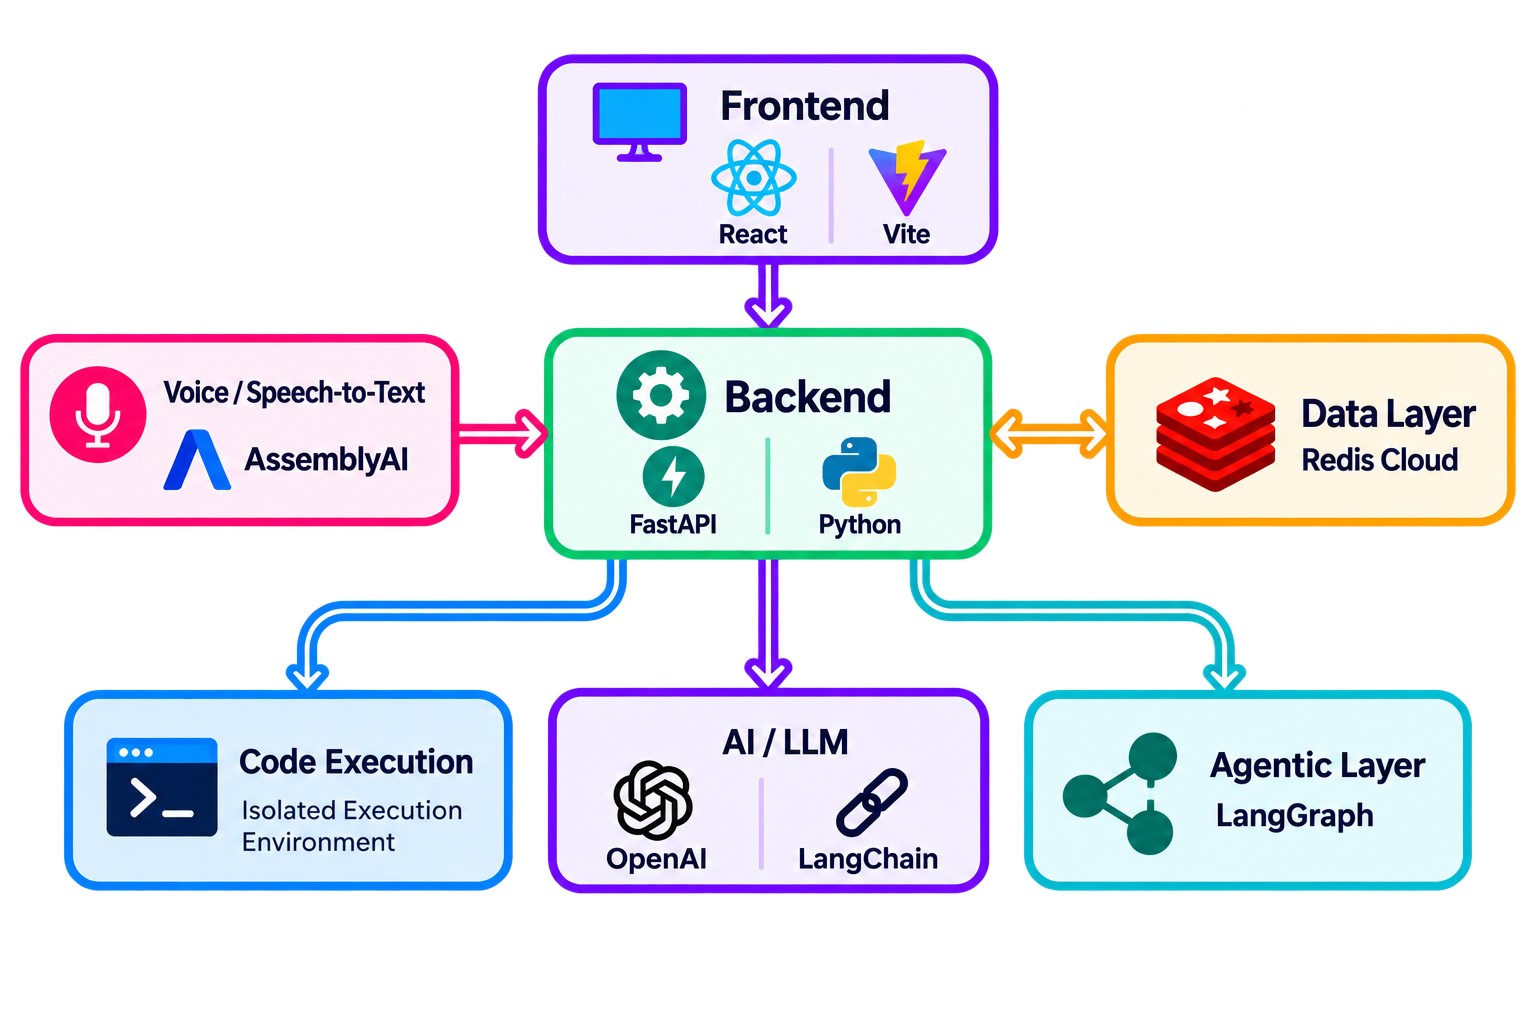 Frontend
React
Vite
Voice / Speech-to-Text
AssemblyAI
Backend
FastAPI
Python
Data Layer
Redis Cloud
Code Execution
Isolated Execution
Environment
AI / LLM
OpenAI
LangChain
Agentic Layer
LangGraph